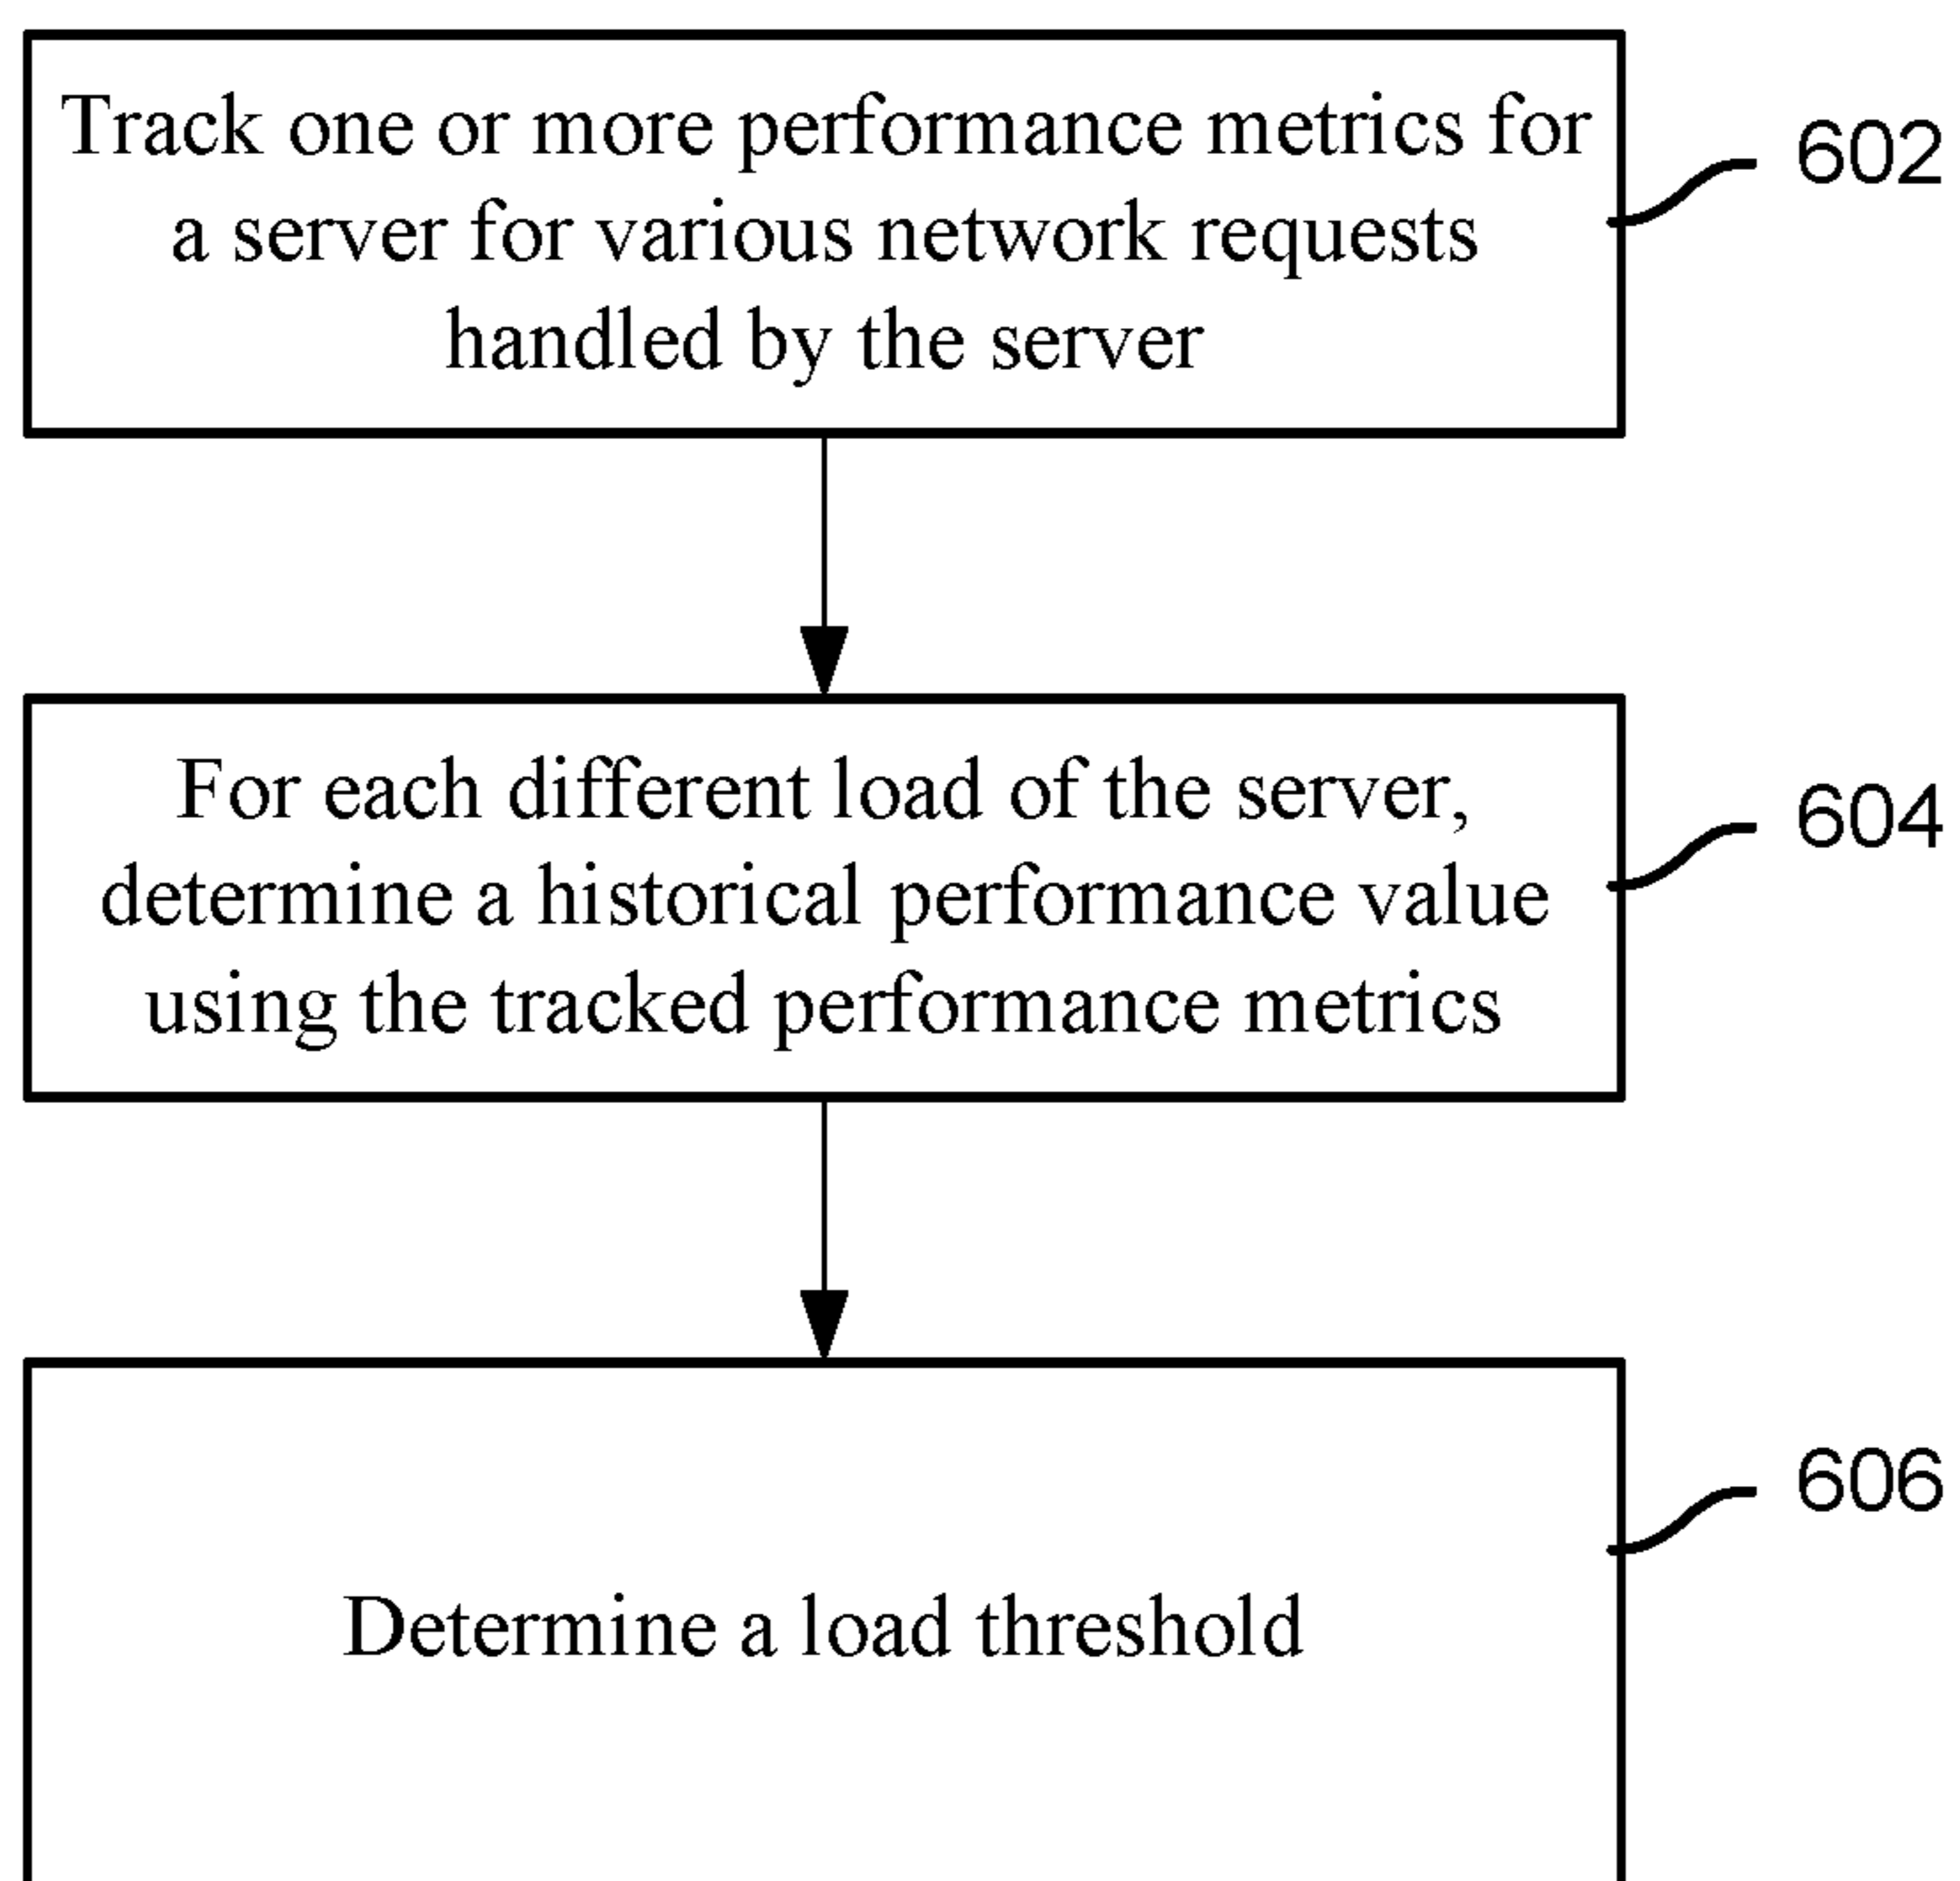 Track one or more performance metrics for
a server for various network requests
handled by the server
602
For each different load of the server,
determine a historical performance value
using the tracked performance metrics
604
Determine a load threshold
606